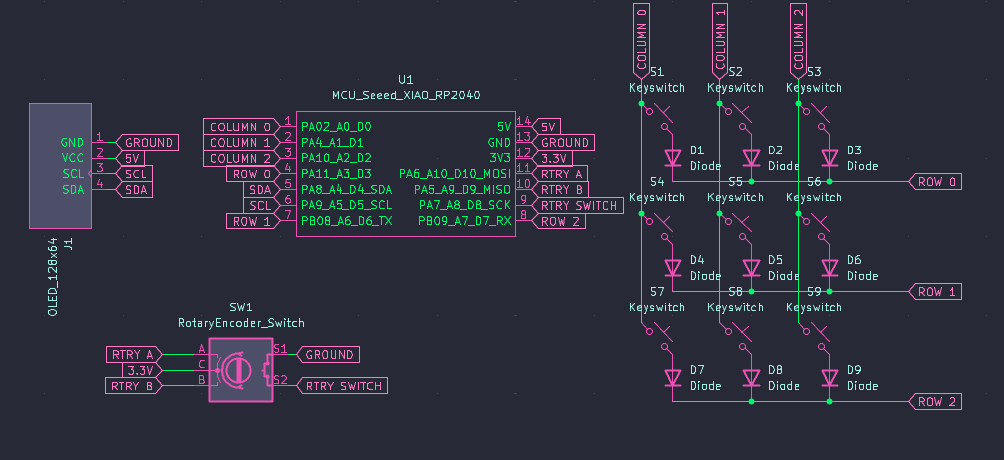 COLUMN 0
COLUMN 1
COLUMN 2
S1
Keyswitch
S2
Keyswitch
S3
Keyswitch
U1
MCU_Seeed_XIAO_RP2040
COLUMN 0 1 PA02_A0_D0
COLUMN 1 2 PA4_A1_D1
COLUMN 2 3 PA10_A2_D2
ROW 0 4 PA11_A3_D3
SDA 5 PA8_A4_D4_SDA
SCL 6 PA9_A5_D5_SCL
ROW 1 7 PB08_A6_D6_TX
5V 14 5V
GND 13 GROUND
3V3 12 3.3V
PA6_A10_D10_MOSI 11 RTRY A
PA5_A9_D9_MISO 10 RTRY B
PA7_A8_D8_SCK 9 RTRY SWITCH
PB09_A7_D7_RX 8 ROW 2
GND 1 GROUND
VCC 2 5V
SCL 3 SCL
SDA 4 SDA
J1
OLED_128x64
D1
Diode
D2
Diode
D3
Diode
ROW 0
S4
Keyswitch
S5
Keyswitch
S6
Keyswitch
D4
Diode
D5
Diode
D6
Diode
ROW 1
S7
Keyswitch
S8
Keyswitch
S9
Keyswitch
D7
Diode
D8
Diode
D9
Diode
ROW 2
SW1
RotaryEncoder_Switch
RTRY A A
3.3V C
RTRY B B
S1 GROUND
S2 RTRY SWITCH